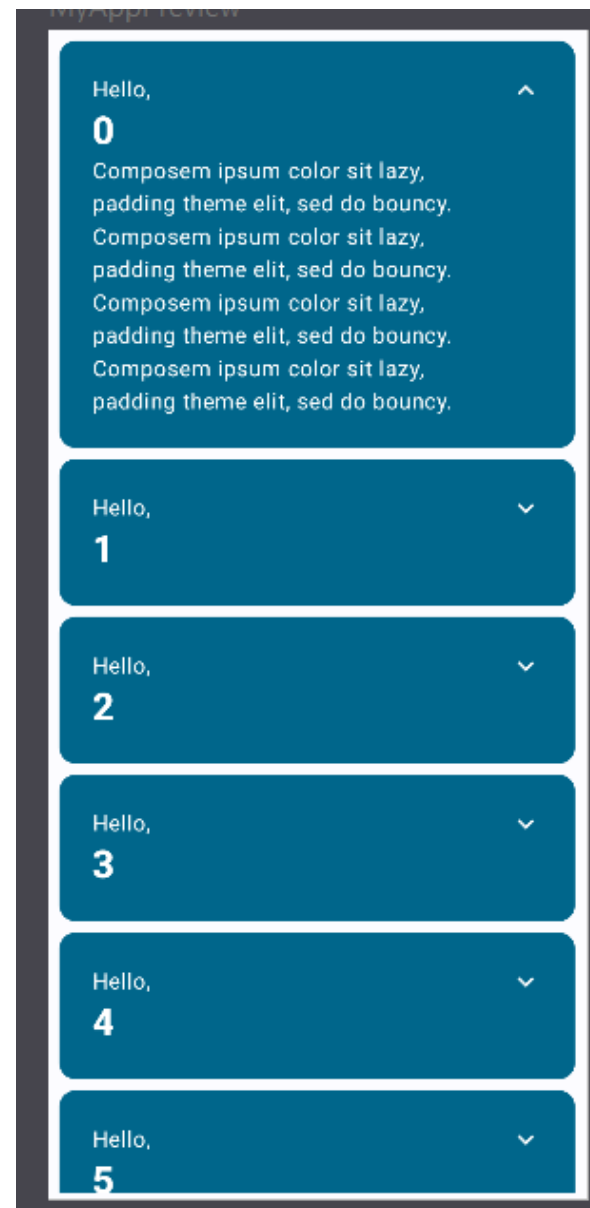 MyAppPreview
Hello,
0
Composem ipsum color sit lazy,
padding theme elit, sed do bouncy.
Composem ipsum color sit lazy,
padding theme elit, sed do bouncy.
Composem ipsum color sit lazy,
padding theme elit, sed do bouncy.
Composem ipsum color sit lazy,
padding theme elit, sed do bouncy.
Hello,
1
Hello,
2
Hello,
3
Hello,
4
Hello,
5